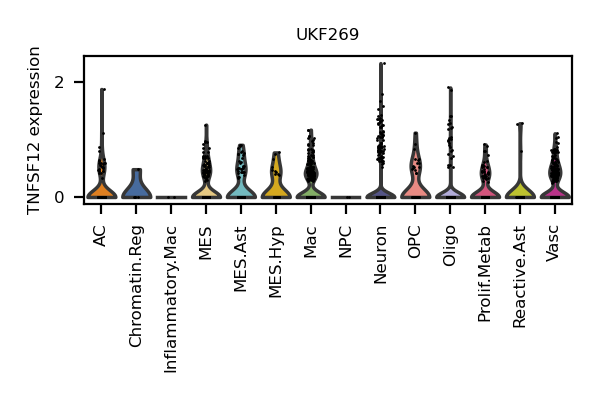 UKF269
TNFSF12 expression
2
0
AC
Chromatin.Reg
Inflammatory.Mac
MES
MES.Ast
MES.Hyp
Mac
NPC
Neuron
OPC
Oligo
Prolif.Metab
Reactive.Ast
Vasc